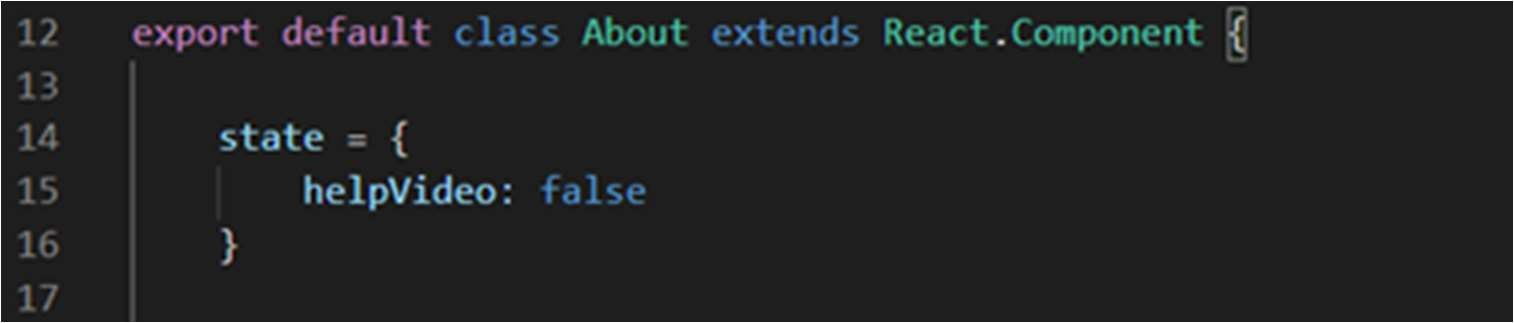 12 export default class About extends React.Component {
13
14 state = {
15 helpVideo: false
16 }
17